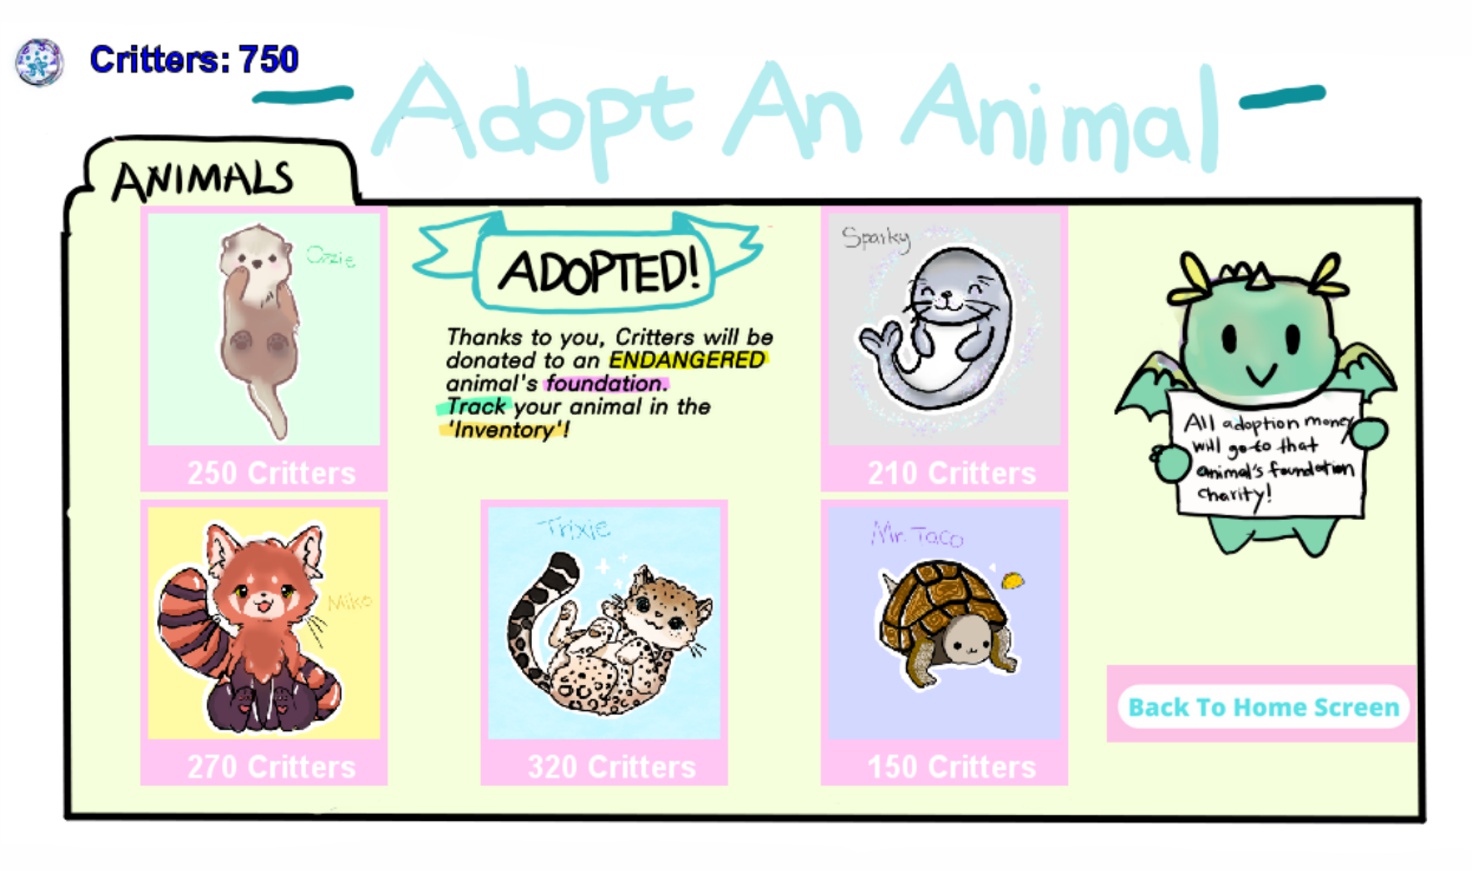 Critters: 750
Adopt An Animal
ANIMALS
Ozzie
250 Critters
ADOPTED!
Thanks to you, Critters will be
donated to an ENDANGERED
animal's foundation.
Track your animal in the
'Inventory'!
Sparky
210 Critters
All adoption money
will go to that
animal's foundation
charity!
Miko
270 Critters
Trixie
320 Critters
Mr. Taco
150 Critters
Back To Home Screen